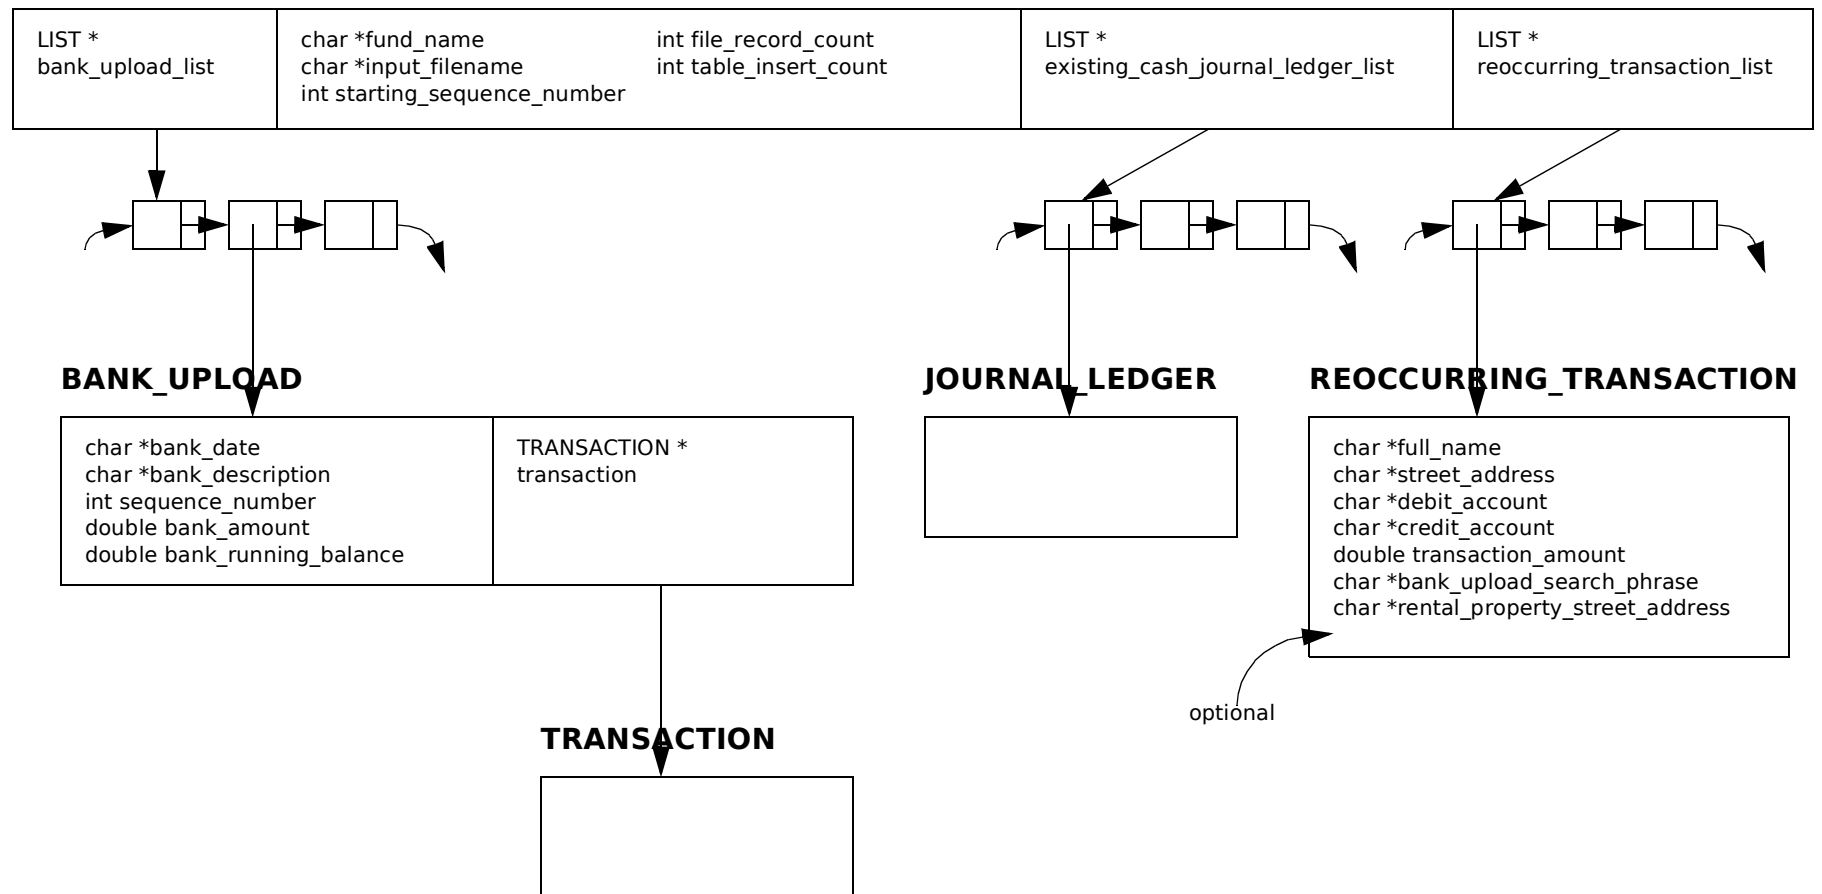 LIST *
bank_upload_list
char *fund_name
char *input_filename
int starting_sequence_number
int file_record_count
int table_insert_count
LIST *
existing_cash_journal_ledger_list
LIST *
reoccurring_transaction_list
BANK_UPLOAD
char *bank_date
char *bank_description
int sequence_number
double bank_amount
double bank_running_balance
TRANSACTION *
transaction
JOURNAL_LEDGER
REOCCURRING_TRANSACTION
char *full_name
char *street_address
char *debit_account
char *credit_account
double transaction_amount
char *bank_upload_search_phrase
char *rental_property_street_address
optional
TRANSACTION